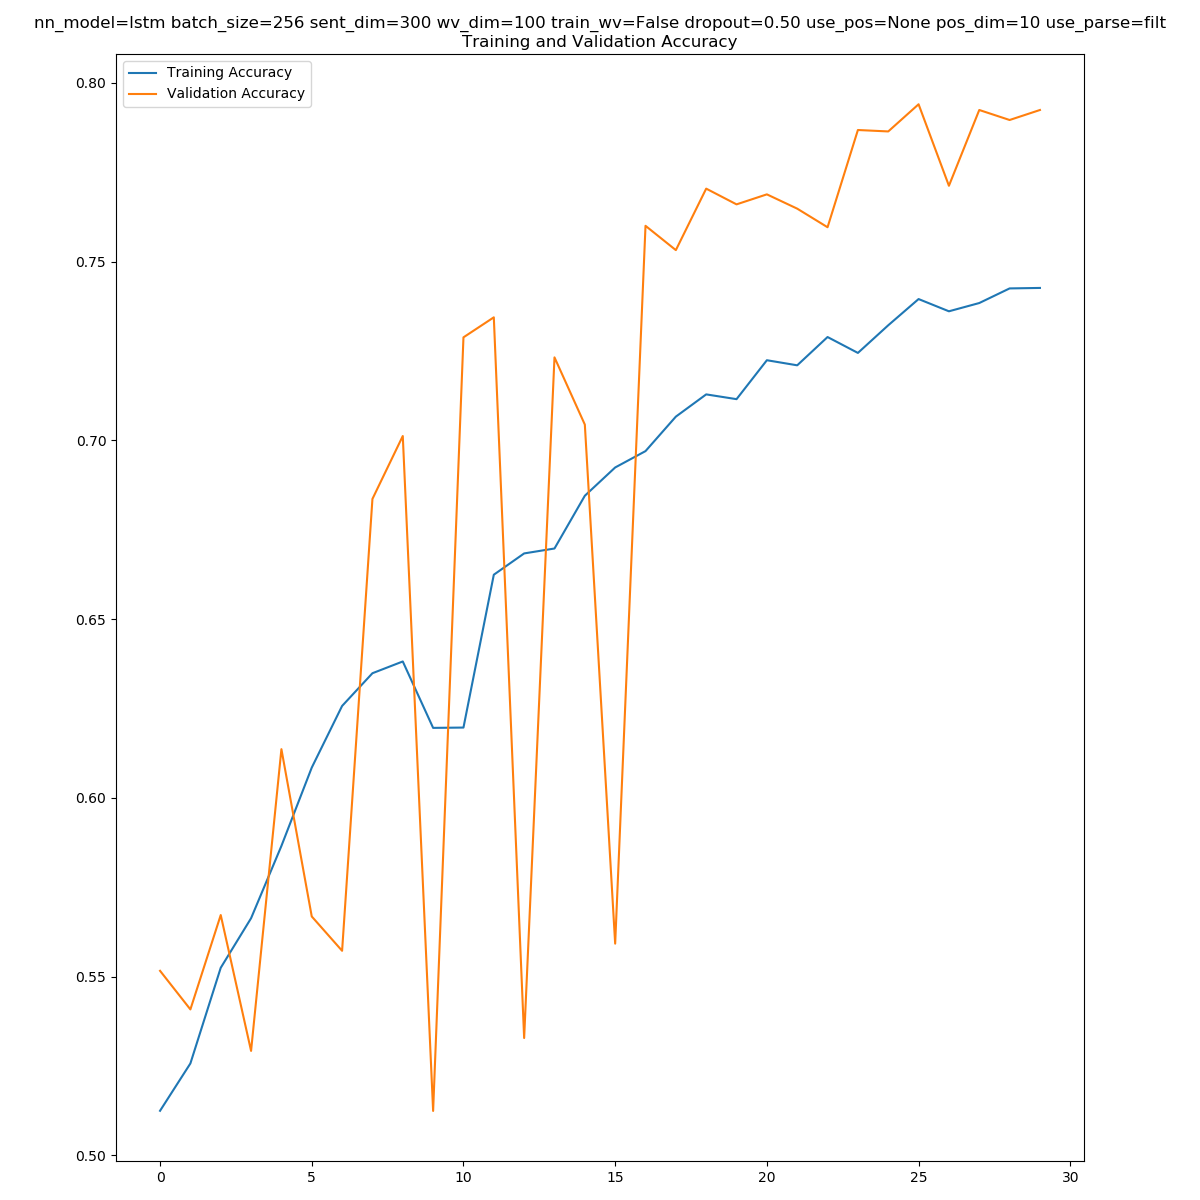 nn_model=lstm batch_size=256 sent_dim=300 wv_dim=100 train_wv=False dropout=0.50 use_pos=None pos_dim=10 use_parse=filt
Training and Validation Accuracy
Training Accuracy
Validation Accuracy
0.80
0.75
0.70
0.65
0.60
0.55
0.50
0 5 10 15 20 25 30